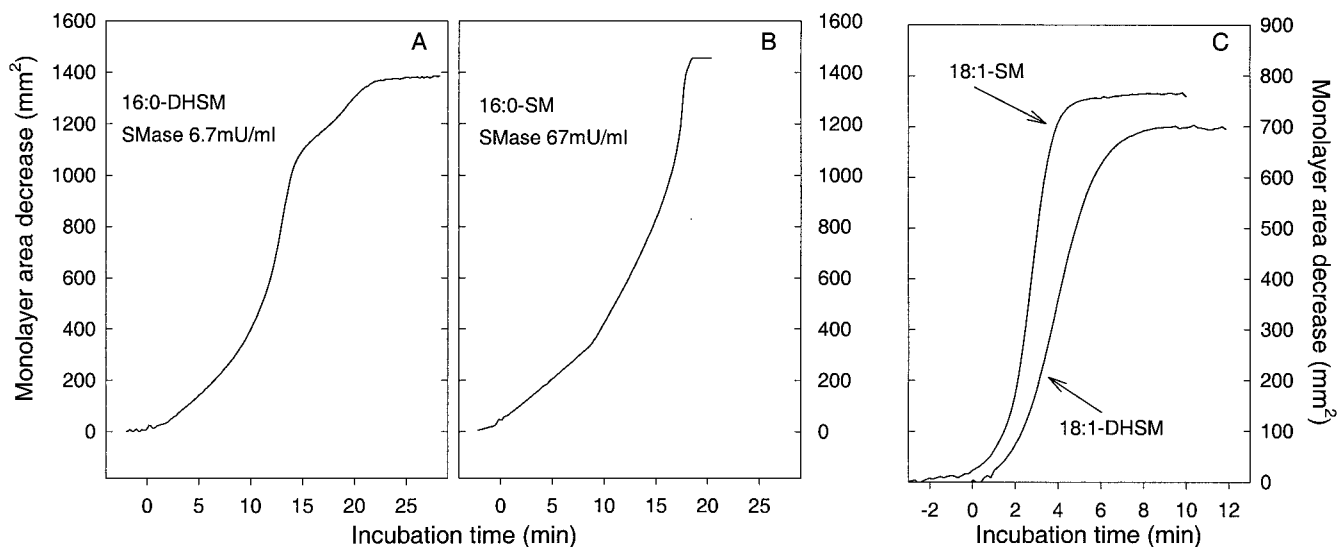 Monolayer area decrease (mm²)
1600
1400
1200
1000
800
600
400
200
0
A
16:0-DHSM
SMase 6.7mU/ml
0 5 10 15 20 25
B
16:0-SM
SMase 67mU/ml
0 5 10 15 20 25
1600
1400
1200
1000
800
600
400
200
0
Incubation time (min)
C
18:1-SM
18:1-DHSM
-2 0 2 4 6 8 10 12
Incubation time (min)
900
800
700
600
500
400
300
200
100
0
Monolayer area decrease (mm²)